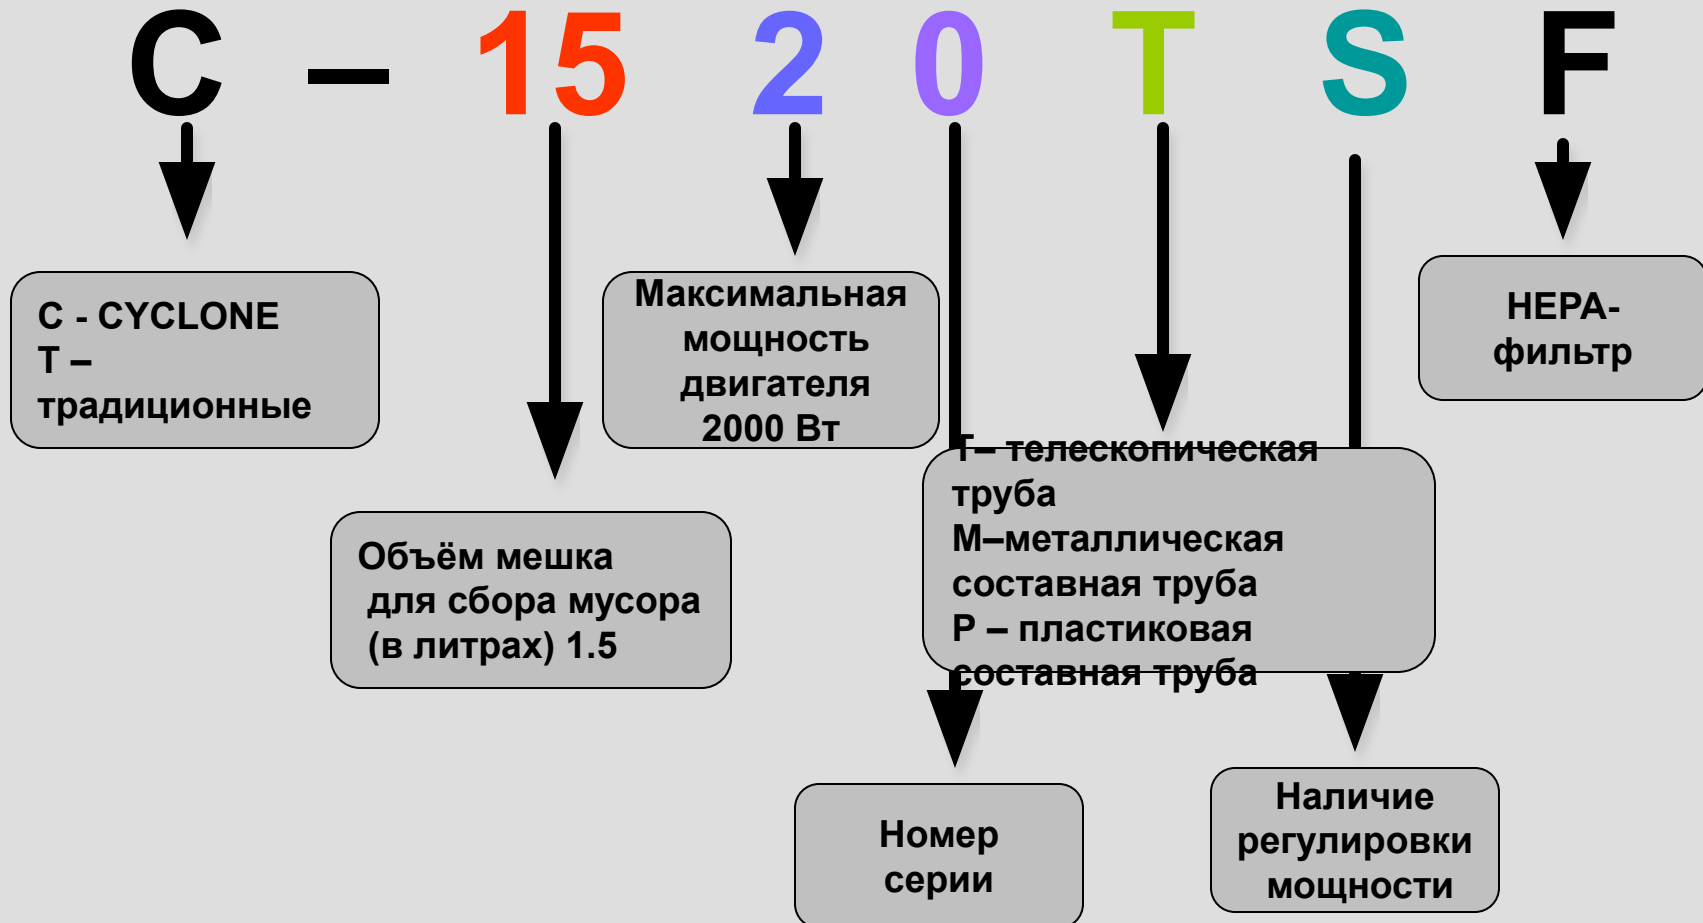 C – 15 2 0 T S F
C - CYCLONE
T –
традиционные
Объём мешка
для сбора мусора
(в литрах) 1.5
Максимальная
мощность
двигателя
2000 Вт
Т– телескопическая
труба
М–металлическая
составная труба
Р – пластиковая
составная труба
HEPA-
фильтр
Номер
серии
Наличие
регулировки
мощности